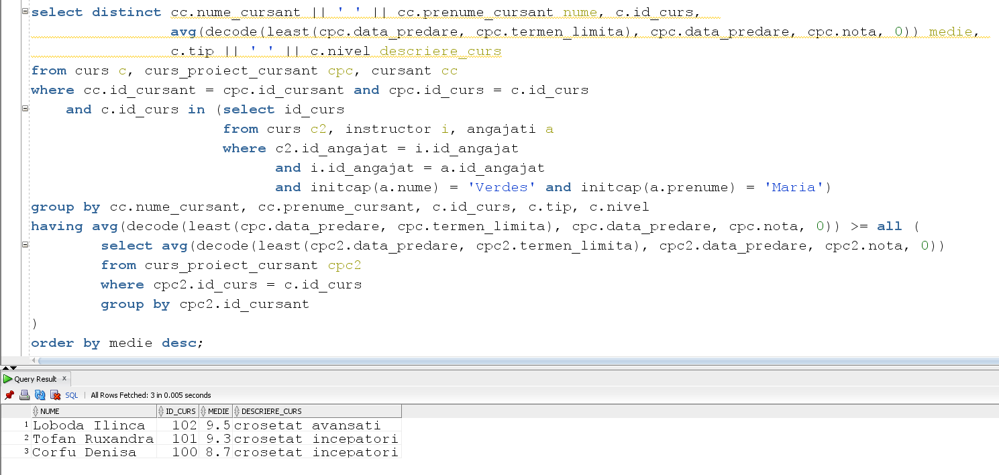 select distinct cc.nume_cursant || ' ' || cc.prenume_cursant nume, c.id_curs,
                avg(decode(least(cpc.data_predare, cpc.termen_limita), cpc.data_predare, cpc.nota, 0)) medie,
                c.tip || ' ' || c.nivel descriere_curs
from curs c, curs_proiect_cursant cpc, cursant cc
where cc.id_cursant = cpc.id_cursant and cpc.id_curs = c.id_curs
    and c.id_curs in (select id_curs
                      from curs c2, instructor i, angajati a
                      where c2.id_angajat = i.id_angajat
                            and i.id_angajat = a.id_angajat
                            and initcap(a.nume) = 'Verdes' and initcap(a.prenume) = 'Maria')
group by cc.nume_cursant, cc.prenume_cursant, c.id_curs, c.tip, c.nivel
having avg(decode(least(cpc.data_predare, cpc.termen_limita), cpc.data_predare, cpc.nota, 0)) >= all (
        select avg(decode(least(cpc2.data_predare, cpc2.termen_limita), cpc2.data_predare, cpc2.nota, 0))
        from curs_proiect_cursant cpc2
        where cpc2.id_curs = c.id_curs
        group by cpc2.id_cursant
)
order by medie desc;
Query Result x
SQL | All Rows Fetched: 3 in 0.005 seconds
NUME ID_CURS MEDIE DESCRIERE_CURS
1 Loboda Ilinca 102 9.5 crosetat avansati
2 Tofan Ruxandra 101 9.3 crosetat incepatori
3 Corfu Denisa 100 8.7 crosetat incepatori